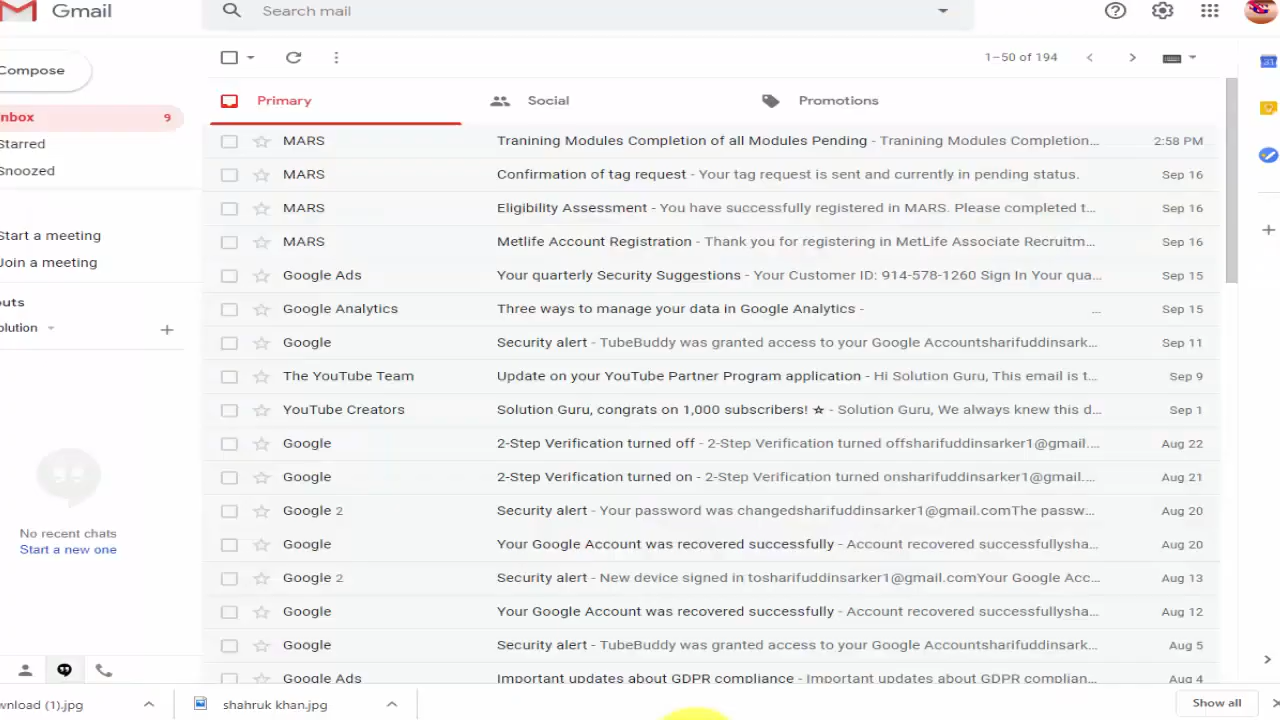 Gmail
Search mail
Compose
1–50 of 194
nbox 9
Starred
Snoozed
Start a meeting
Join a meeting
outs
olution
No recent chats
Start a new one
Primary Social Promotions
MARS Tranining Modules Completion of all Modules Pending - Tranining Modules Completion... 2:58 PM
MARS Confirmation of tag request - Your tag request is sent and currently in pending status. Sep 16
MARS Eligibility Assessment - You have successfully registered in MARS. Please completed t... Sep 16
MARS Metlife Account Registration - Thank you for registering in MetLife Associate Recruitm... Sep 16
Google Ads Your quarterly Security Suggestions - Your Customer ID: 914-578-1260 Sign In Your qua... Sep 15
Google Analytics Three ways to manage your data in Google Analytics - ... Sep 15
Google Security alert - TubeBuddy was granted access to your Google Accountsharifuddinsark... Sep 11
The YouTube Team Update on your YouTube Partner Program application - Hi Solution Guru, This email is t... Sep 9
YouTube Creators Solution Guru, congrats on 1,000 subscribers! ☆ - Solution Guru, We always knew this d... Sep 1
Google 2-Step Verification turned off - 2-Step Verification turned offsharifuddinsarker1@gmail.... Aug 22
Google 2-Step Verification turned on - 2-Step Verification turned onsharifuddinsarker1@gmail.... Aug 21
Google 2 Security alert - Your password was changedsharifuddinsarker1@gmail.comThe passw... Aug 20
Google Your Google Account was recovered successfully - Account recovered successfullysha... Aug 20
Google 2 Security alert - New device signed in tosharifuddinsarker1@gmail.comYour Google Acc... Aug 13
Google Your Google Account was recovered successfully - Account recovered successfullysha... Aug 12
Google Security alert - TubeBuddy was granted access to your Google Accountsharifuddinsark... Aug 5
Google Ads Important updates about GDPR compliance - Important updates about GDPR complian... Aug 4
wnload (1).jpg shahruk khan.jpg Show all